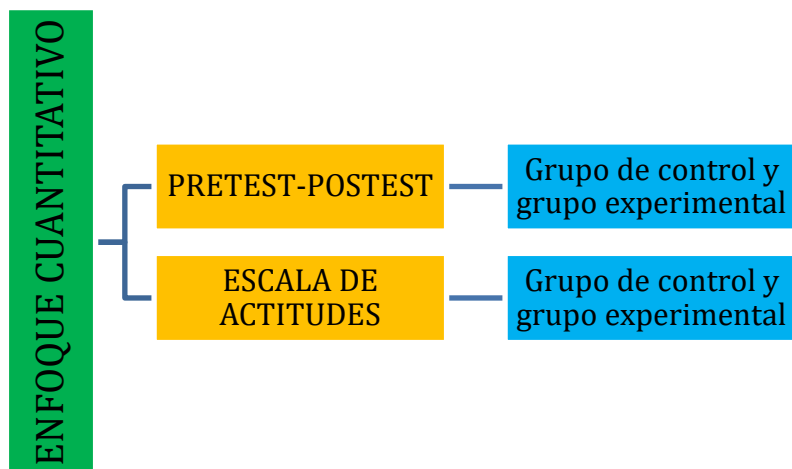 ENFOQUE CUANTITATIVO
PRETEST-POSTEST
Grupo de control y
grupo experimental
ESCALA DE
ACTITUDES
Grupo de control y
grupo experimental